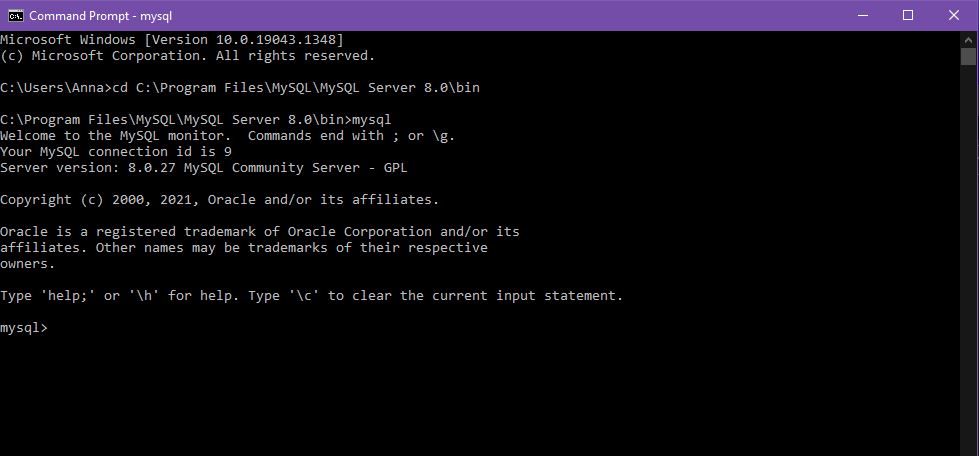 Command Prompt - mysql
Microsoft Windows [Version 10.0.19043.1348]
(c) Microsoft Corporation. All rights reserved.
C:\Users\Anna>cd C:\Program Files\MySQL\MySQL Server 8.0\bin
C:\Program Files\MySQL\MySQL Server 8.0\bin>mysql
Welcome to the MySQL monitor.  Commands end with ; or \g.
Your MySQL connection id is 9
Server version: 8.0.27 MySQL Community Server - GPL
Copyright (c) 2000, 2021, Oracle and/or its affiliates.
Oracle is a registered trademark of Oracle Corporation and/or its
affiliates. Other names may be trademarks of their respective
owners.
Type 'help;' or '\h' for help. Type '\c' to clear the current input statement.
mysql>